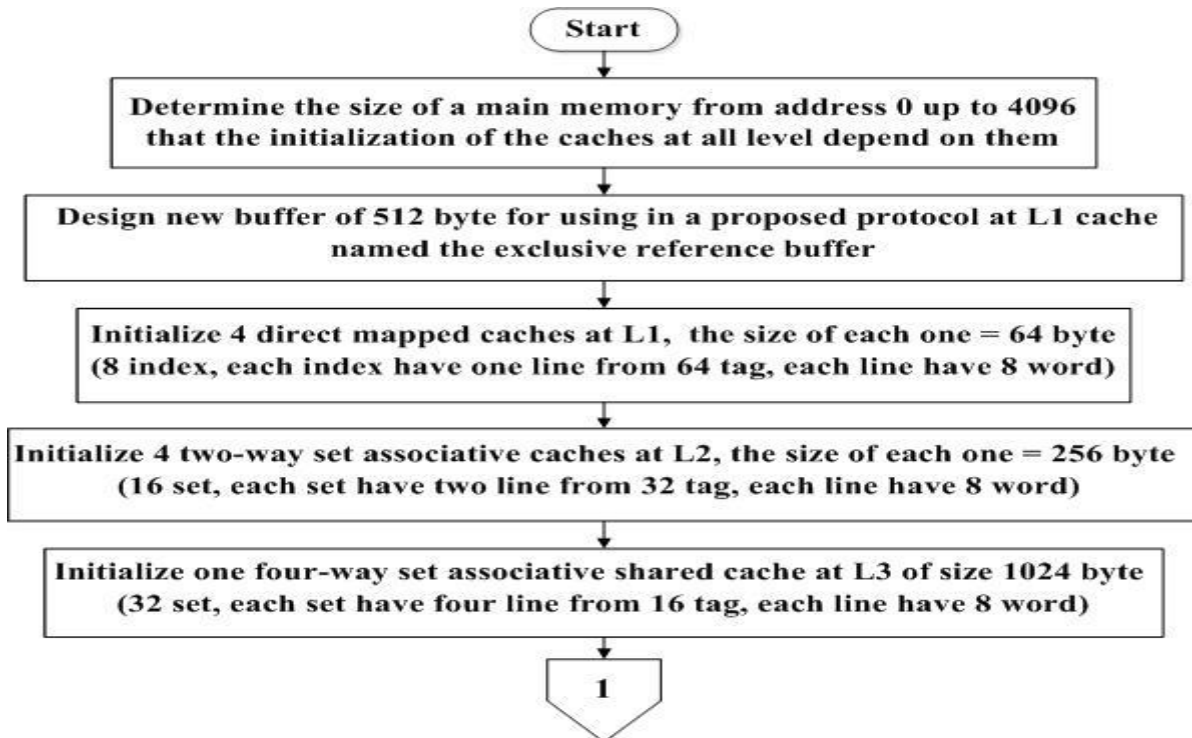 Start
Determine the size of a main memory from address 0 up to 4096
that the initialization of the caches at all level depend on them
Design new buffer of 512 byte for using in a proposed protocol at L1 cache
named the exclusive reference buffer
Initialize 4 direct mapped caches at L1, the size of each one = 64 byte
(8 index, each index have one line from 64 tag, each line have 8 word)
Initialize 4 two-way set associative caches at L2, the size of each one = 256 byte
(16 set, each set have two line from 32 tag, each line have 8 word)
Initialize one four-way set associative shared cache at L3 of size 1024 byte
(32 set, each set have four line from 16 tag, each line have 8 word)
1